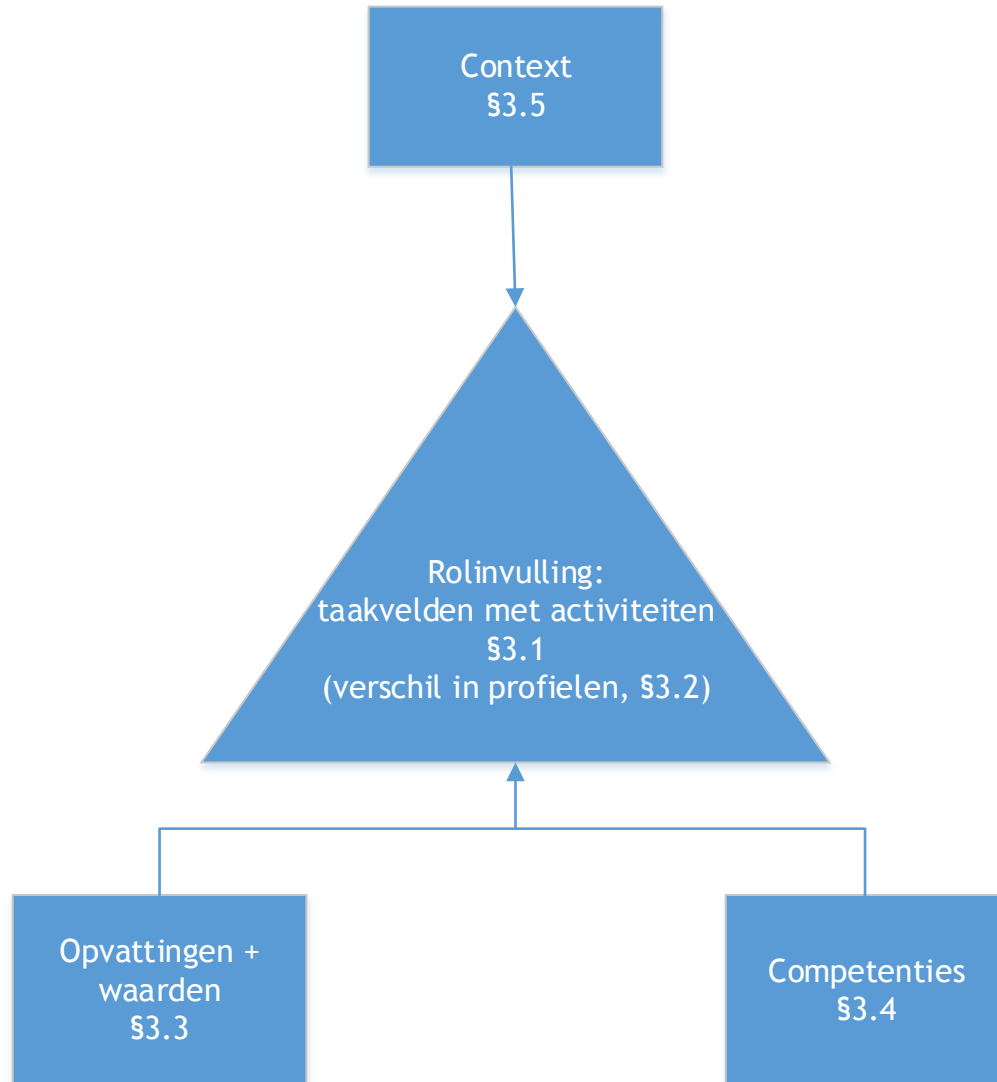 Context
§3.5
Rolinvulling:
taakvelden met activiteiten
§3.1
(verschil in profielen, §3.2)
Opvattingen +
waarden
§3.3
Competenties
§3.4